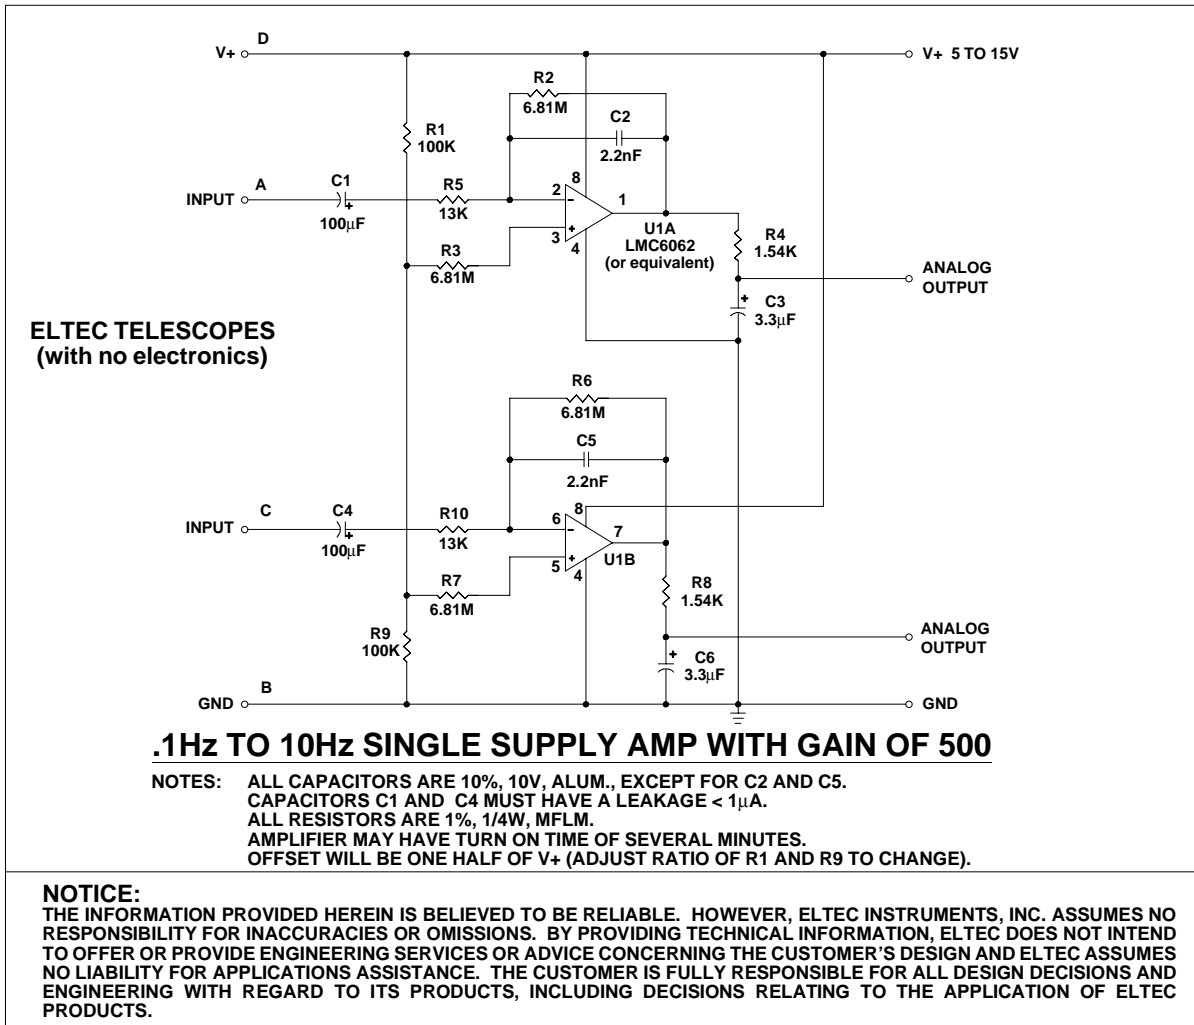 V+
D
V+ 5 TO 15V
R2
6.81M
C2
2.2nF
R1
100K
INPUT
A
C1
+
100μF
R5
13K
8
2
-
1
+
3
4
U1A
LMC6062
(or equivalent)
R3
6.81M
R4
1.54K
ANALOG
OUTPUT
+
C3
3.3μF
ELTEC TELESCOPES
(with no electronics)
R6
6.81M
C5
2.2nF
INPUT
C
C4
+
100μF
R10
13K
8
6
-
7
+
5
4
U1B
R7
6.81M
R8
1.54K
R9
100K
ANALOG
OUTPUT
+
C6
3.3μF
GND
B
GND
.1Hz TO 10Hz SINGLE SUPPLY AMP WITH GAIN OF 500
NOTES: ALL CAPACITORS ARE 10%, 10V, ALUM., EXCEPT FOR C2 AND C5.
CAPACITORS C1 AND C4 MUST HAVE A LEAKAGE < 1μA.
ALL RESISTORS ARE 1%, 1/4W, MFLM.
AMPLIFIER MAY HAVE TURN ON TIME OF SEVERAL MINUTES.
OFFSET WILL BE ONE HALF OF V+ (ADJUST RATIO OF R1 AND R9 TO CHANGE).
NOTICE:
THE INFORMATION PROVIDED HEREIN IS BELIEVED TO BE RELIABLE. HOWEVER, ELTEC INSTRUMENTS, INC. ASSUMES NO
RESPONSIBILITY FOR INACCURACIES OR OMISSIONS. BY PROVIDING TECHNICAL INFORMATION, ELTEC DOES NOT INTEND
TO OFFER OR PROVIDE ENGINEERING SERVICES OR ADVICE CONCERNING THE CUSTOMER'S DESIGN AND ELTEC ASSUMES
NO LIABILITY FOR APPLICATIONS ASSISTANCE. THE CUSTOMER IS FULLY RESPONSIBLE FOR ALL DESIGN DECISIONS AND
ENGINEERING WITH REGARD TO ITS PRODUCTS, INCLUDING DECISIONS RELATING TO THE APPLICATION OF ELTEC
PRODUCTS.